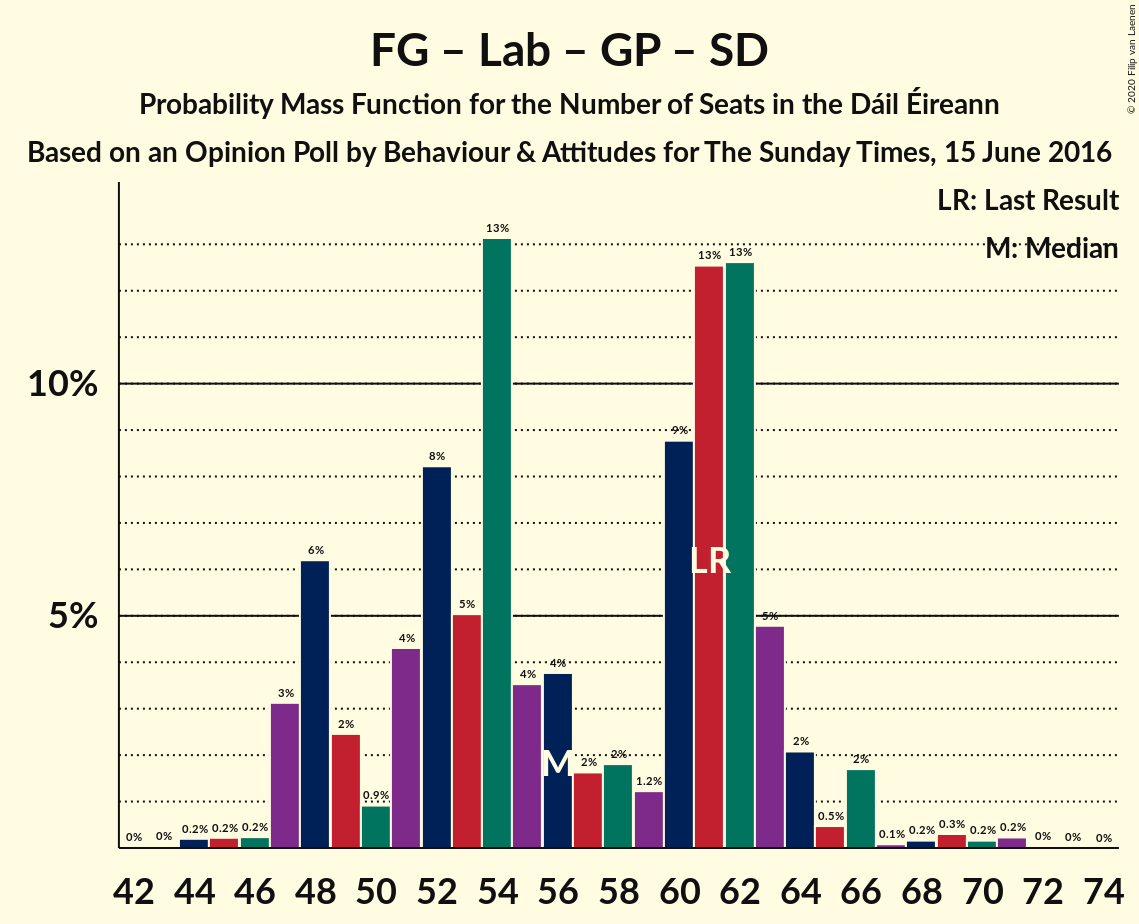 FG – Lab – GP – SD
Probability Mass Function for the Number of Seats in the Dáil Éireann
Based on an Opinion Poll by Behaviour & Attitudes for The Sunday Times, 15 June 2016
© 2020 Filip van Laenen
LR: Last Result
M: Median
10%
5%
0% 0% 0.2% 0.2% 0.2% 3% 6% 2% 0.9% 4% 8% 5% 13% 4% 4% 2% 2% 1.2% 9% 13% 13% 5% 2% 0.5% 2% 0.1% 0.2% 0.3% 0.2% 0.2% 0% 0% 0%
LR
M
42 44 46 48 50 52 54 56 58 60 62 64 66 68 70 72 74